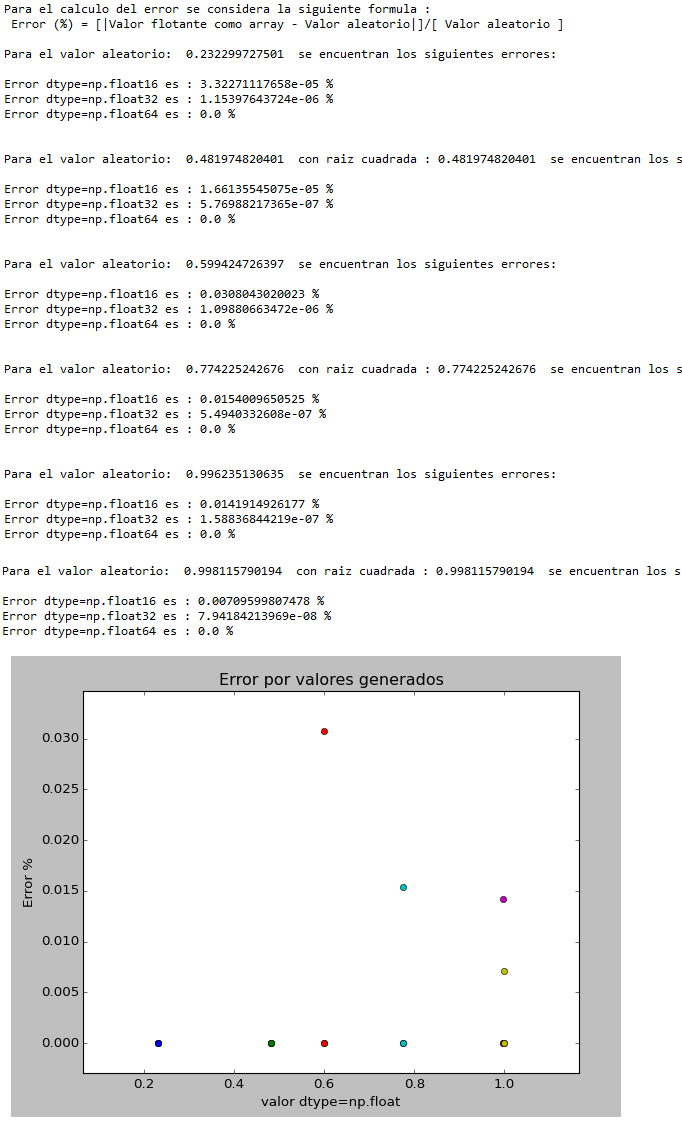 Para el calculo del error se considera la siguiente formula :
Error (%) = [|Valor flotante como array - Valor aleatorio|]/[ Valor aleatorio ]
Para el valor aleatorio:  0.232299727501  se encuentran los siguientes errores:
Error dtype=np.float16 es : 3.32271117658e-05 %
Error dtype=np.float32 es : 1.15397643724e-06 %
Error dtype=np.float64 es : 0.0 %
Para el valor aleatorio:  0.481974820401  con raiz cuadrada : 0.481974820401  se encuentran los s
Error dtype=np.float16 es : 1.66135545075e-05 %
Error dtype=np.float32 es : 5.76988217365e-07 %
Error dtype=np.float64 es : 0.0 %
Para el valor aleatorio:  0.599424726397  se encuentran los siguientes errores:
Error dtype=np.float16 es : 0.0308043020023 %
Error dtype=np.float32 es : 1.09880663472e-06 %
Error dtype=np.float64 es : 0.0 %
Para el valor aleatorio:  0.774225242676  con raiz cuadrada : 0.774225242676  se encuentran los s
Error dtype=np.float16 es : 0.0154009650525 %
Error dtype=np.float32 es : 5.4940332608e-07 %
Error dtype=np.float64 es : 0.0 %
Para el valor aleatorio:  0.996235130635  se encuentran los siguientes errores:
Error dtype=np.float16 es : 0.0141914926177 %
Error dtype=np.float32 es : 1.58836844219e-07 %
Error dtype=np.float64 es : 0.0 %
Para el valor aleatorio:  0.998115790194  con raiz cuadrada : 0.998115790194  se encuentran los s
Error dtype=np.float16 es : 0.00709599807478 %
Error dtype=np.float32 es : 7.94184213969e-08 %
Error dtype=np.float64 es : 0.0 %
Error por valores generados
0.030
0.025
0.020
0.015
0.010
0.005
0.000
Error %
0.2 0.4 0.6 0.8 1.0
valor dtype=np.float